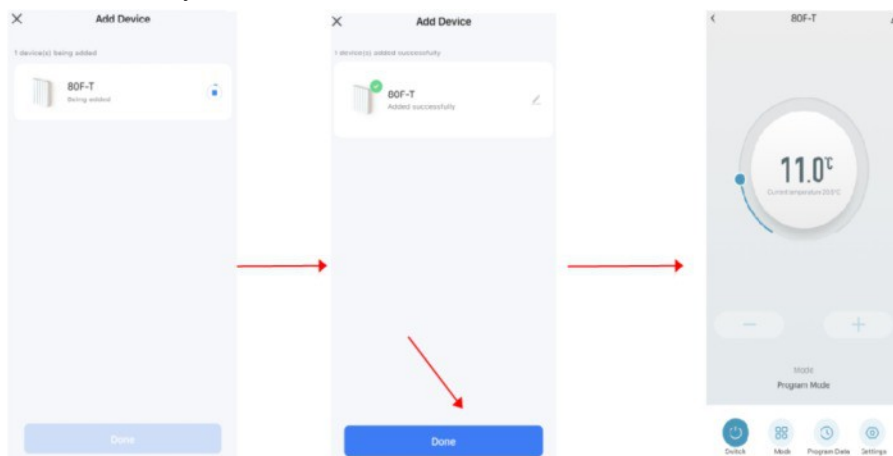 Add Device
1 device(s) being added
80F-T
Being added
Done
Add Device
1 device(s) added successfully
80F-T
Added successfully
Done
80F-T
11.0℃
Current temperature 20.0°C
Mode
Program Mode
Switch
Mode
Program Data
Settings